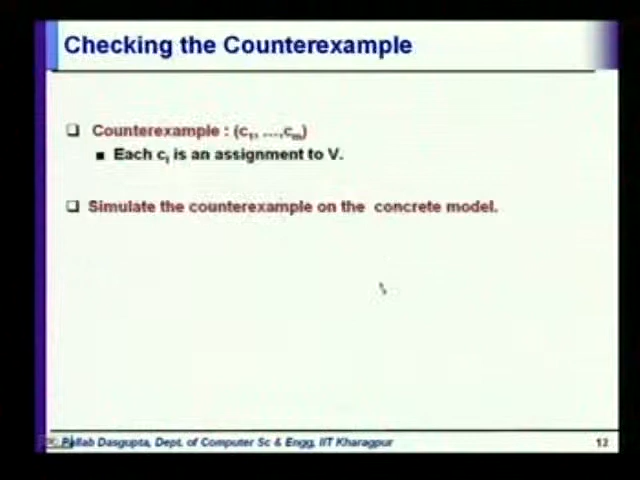 Checking the Counterexample
Counterexample : (c1, ...,cm)
Each ci is an assignment to V.
Simulate the counterexample on the concrete model.
Pallab Dasgupta, Dept. of Computer Sc & Engg, IIT Kharagpur
12